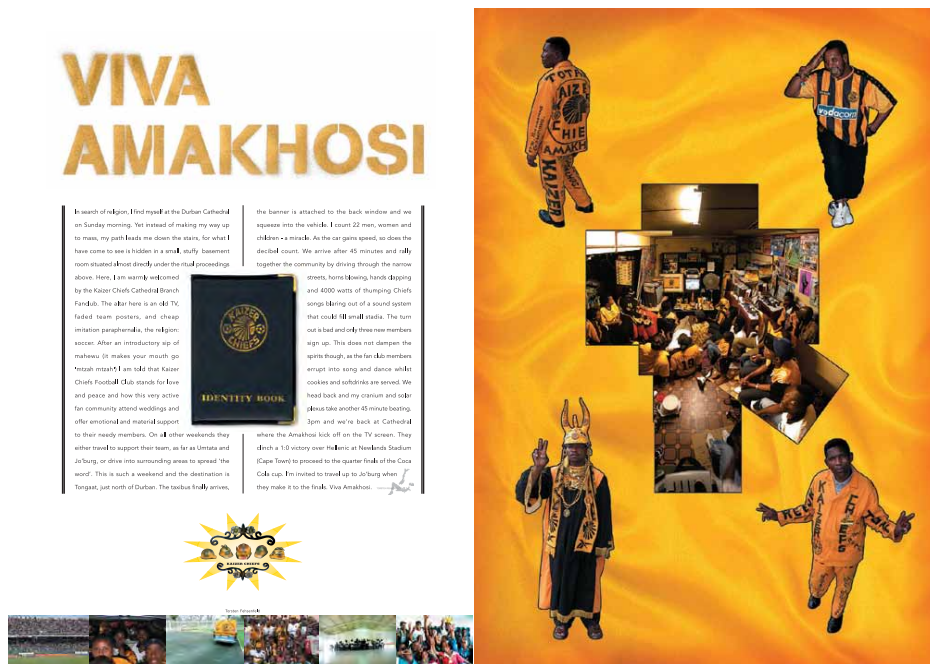 VIVA
AMAKHOSI
In search of religion, I find myself at the Durban Cathedral
on Sunday morning. Yet instead of making my way up
to mass, my path leads me down the stairs, for what I
have come to see is hidden in a small, stuffy basement
room situated almost directly under the ritual proceedings
above. Here, I am warmly welcomed
by the Kaizer Chiefs Cathedral Branch
Fanclub. The altar here is an old TV,
faded team posters, and cheap
imitation paraphernalia, the religion:
soccer. After an introductory sip of
mahewu (it makes your mouth go
'mtzah mtzah') I am told that Kaizer
Chiefs Football Club stands for love
and peace and how this very active
fan community attend weddings and
offer emotional and material support
to their needy members. On all other weekends they
either travel to support their team, as far as Umtata and
Jo'burg, or drive into surrounding areas to spread 'the
word'. This is such a weekend and the destination is
Tongaat, just north of Durban. The taxibus finally arrives,
the banner is attached to the back window and we
squeeze into the vehicle. I count 22 men, women and
children - a miracle. As the car gains speed, so does the
decibel count. We arrive after 45 minutes and rally
together the community by driving through the narrow
streets, horns blowing, hands clapping
and 4000 watts of thumping Chiefs
songs blaring out of a sound system
that could fill small stadia. The turn
out is bad and only three new members
sign up. This does not dampen the
spirits though, as the fan club members
errupt into song and dance whilst
cookies and softdrinks are served. We
head back and my cranium and solar
plexus take another 45 minute beating.
3pm and we're back at Cathedral
where the Amakhosi kick off on the TV screen. They
clinch a 1:0 victory over Hellenic at Newlands Stadium
(Cape Town) to proceed to the quarter finals of the Coca
Cola cup. I'm invited to travel up to Jo'burg when
they make it to the finals. Viva Amakhosi.
KAIZER
CHIEFS
IDENTITY BOOK
KAIZER CHIEFS
AIZE
CHIE
AMAKH
KAIZER
vodacom
KAIZER
CHIEFS